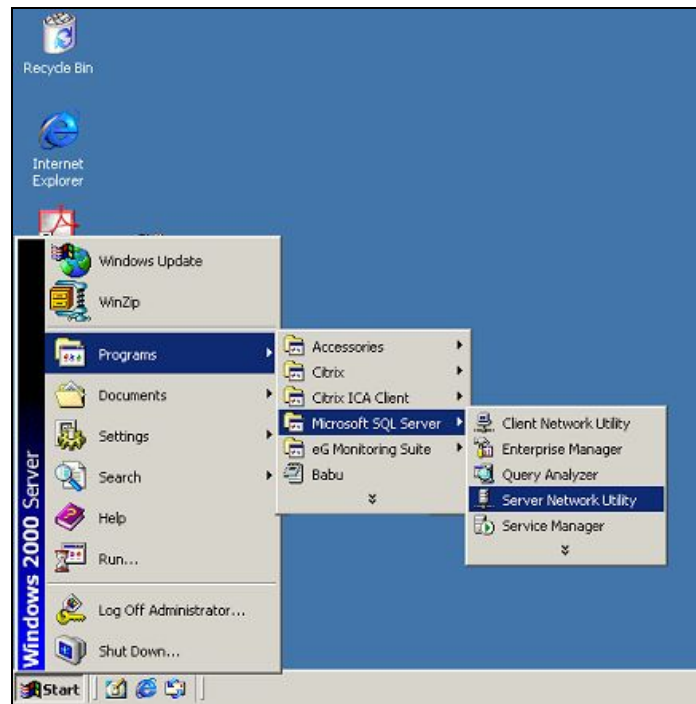 Recycle Bin
Internet
Explorer
Windows Update
WinZip
Programs
Documents
Settings
Search
Help
Run...
Log Off Administrator...
Shut Down...
Windows 2000 Server
Start
Accessories
Citrix
Citrix ICA Client
Microsoft SQL Server
eG Monitoring Suite
Babu
Client Network Utility
Enterprise Manager
Query Analyzer
Server Network Utility
Service Manager